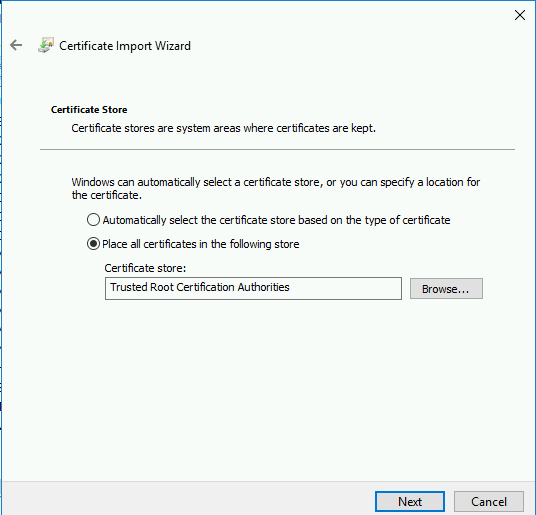 Certificate Import Wizard
Certificate Store
Certificate stores are system areas where certificates are kept.
Windows can automatically select a certificate store, or you can specify a location for
the certificate.
Automatically select the certificate store based on the type of certificate
Place all certificates in the following store
Certificate store:
Trusted Root Certification Authorities
Browse...
Next
Cancel